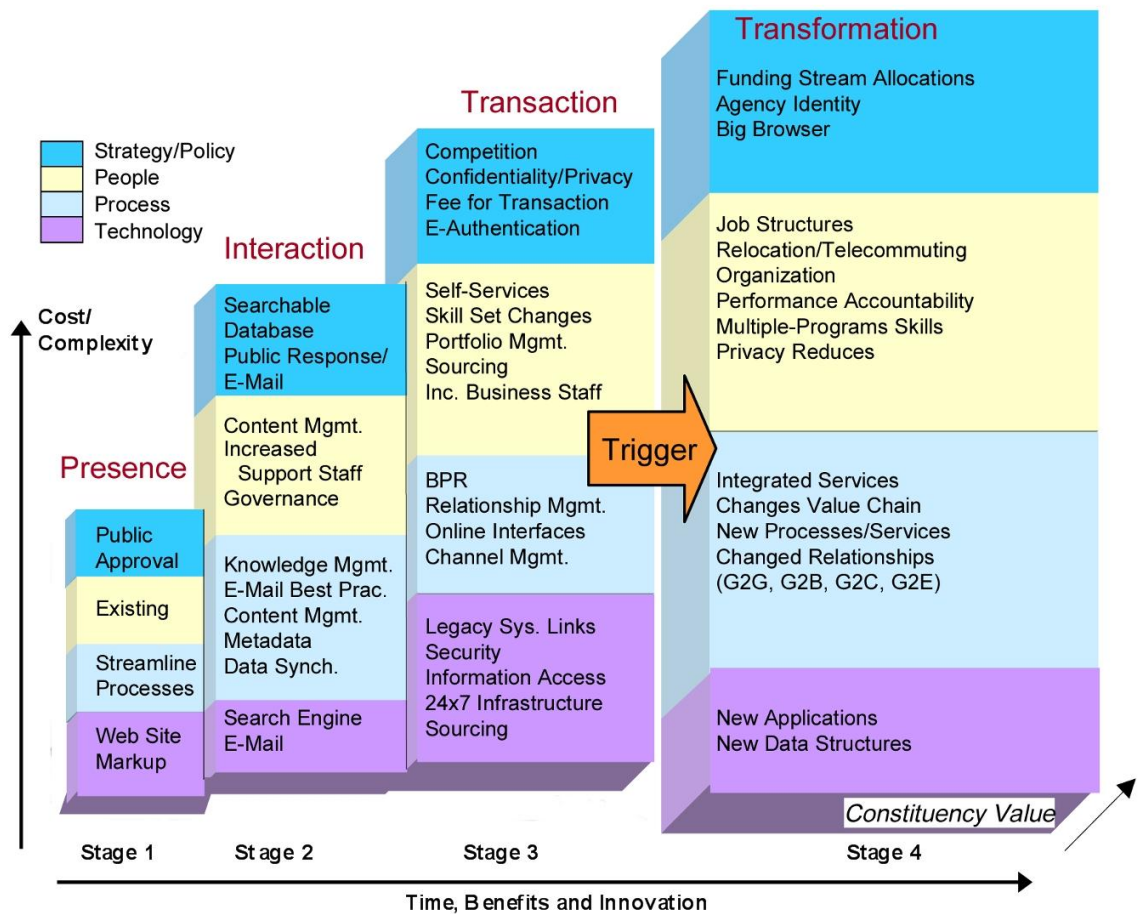 Transformation
Funding Stream Allocations
Agency Identity
Big Browser
Transaction
Competition
Confidentiality/Privacy
Fee for Transaction
E-Authentication
Strategy/Policy
People
Process
Technology
Interaction
Job Structures
Relocation/Telecommuting
Organization
Performance Accountability
Multiple-Programs Skills
Privacy Reduces
Self-Services
Skill Set Changes
Portfolio Mgmt.
Sourcing
Inc. Business Staff
Searchable
Database
Public Response/
E-Mail
Cost/
Complexity
Content Mgmt.
Increased
Support Staff
Governance
Trigger
Presence
Public
Approval
Existing
Streamline
Processes
Web Site
Markup
Knowledge Mgmt.
E-Mail Best Prac.
Content Mgmt.
Metadata
Data Synch.
Search Engine
E-Mail
BPR
Relationship Mgmt.
Online Interfaces
Channel Mgmt.
Legacy Sys. Links
Security
Information Access
24x7 Infrastructure
Sourcing
Integrated Services
Changes Value Chain
New Processes/Services
Changed Relationships
(G2G, G2B, G2C, G2E)
New Applications
New Data Structures
Constituency Value
Stage 1
Stage 2
Stage 3
Stage 4
Time, Benefits and Innovation